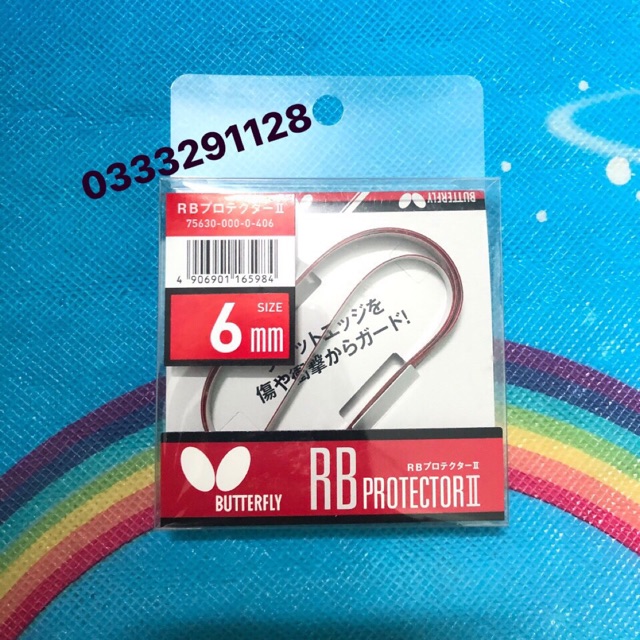 0333291128
RBプロテクターⅡ
75630-000-0-406
4 906901 165984
SIZE
6 mm
BUTTERFLY
ットエッジを
傷や衝撃からガード!
RBプロテクターⅡ
BUTTERFLY
RB PROTECTOR Ⅱ